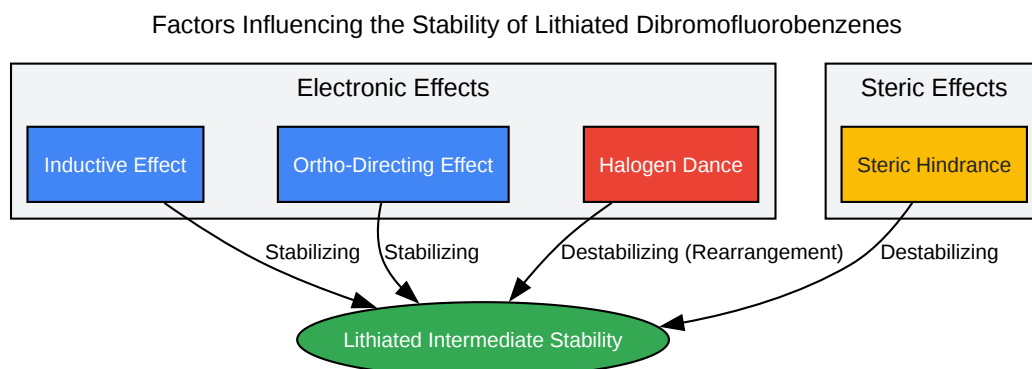 Factors Influencing the Stability of Lithiated Dibromofluorobenzenes
Electronic Effects
Steric Effects
Inductive Effect
Ortho-Directing Effect
Halogen Dance
Steric Hindrance
Stabilizing
Stabilizing
Destabilizing (Rearrangement)
Destabilizing
Lithiated Intermediate Stability